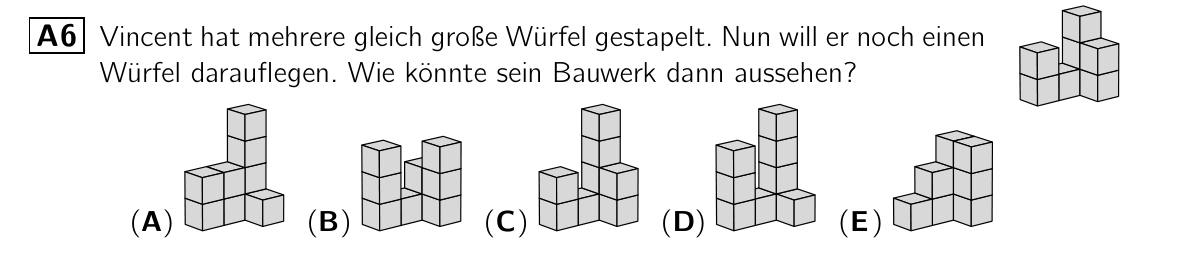 A6 Vincent hat mehrere gleich große Würfel gestapelt. Nun will er noch einen
Würfel darauflegen. Wie könnte sein Bauwerk dann aussehen?
(A) (B) (C) (D) (E)